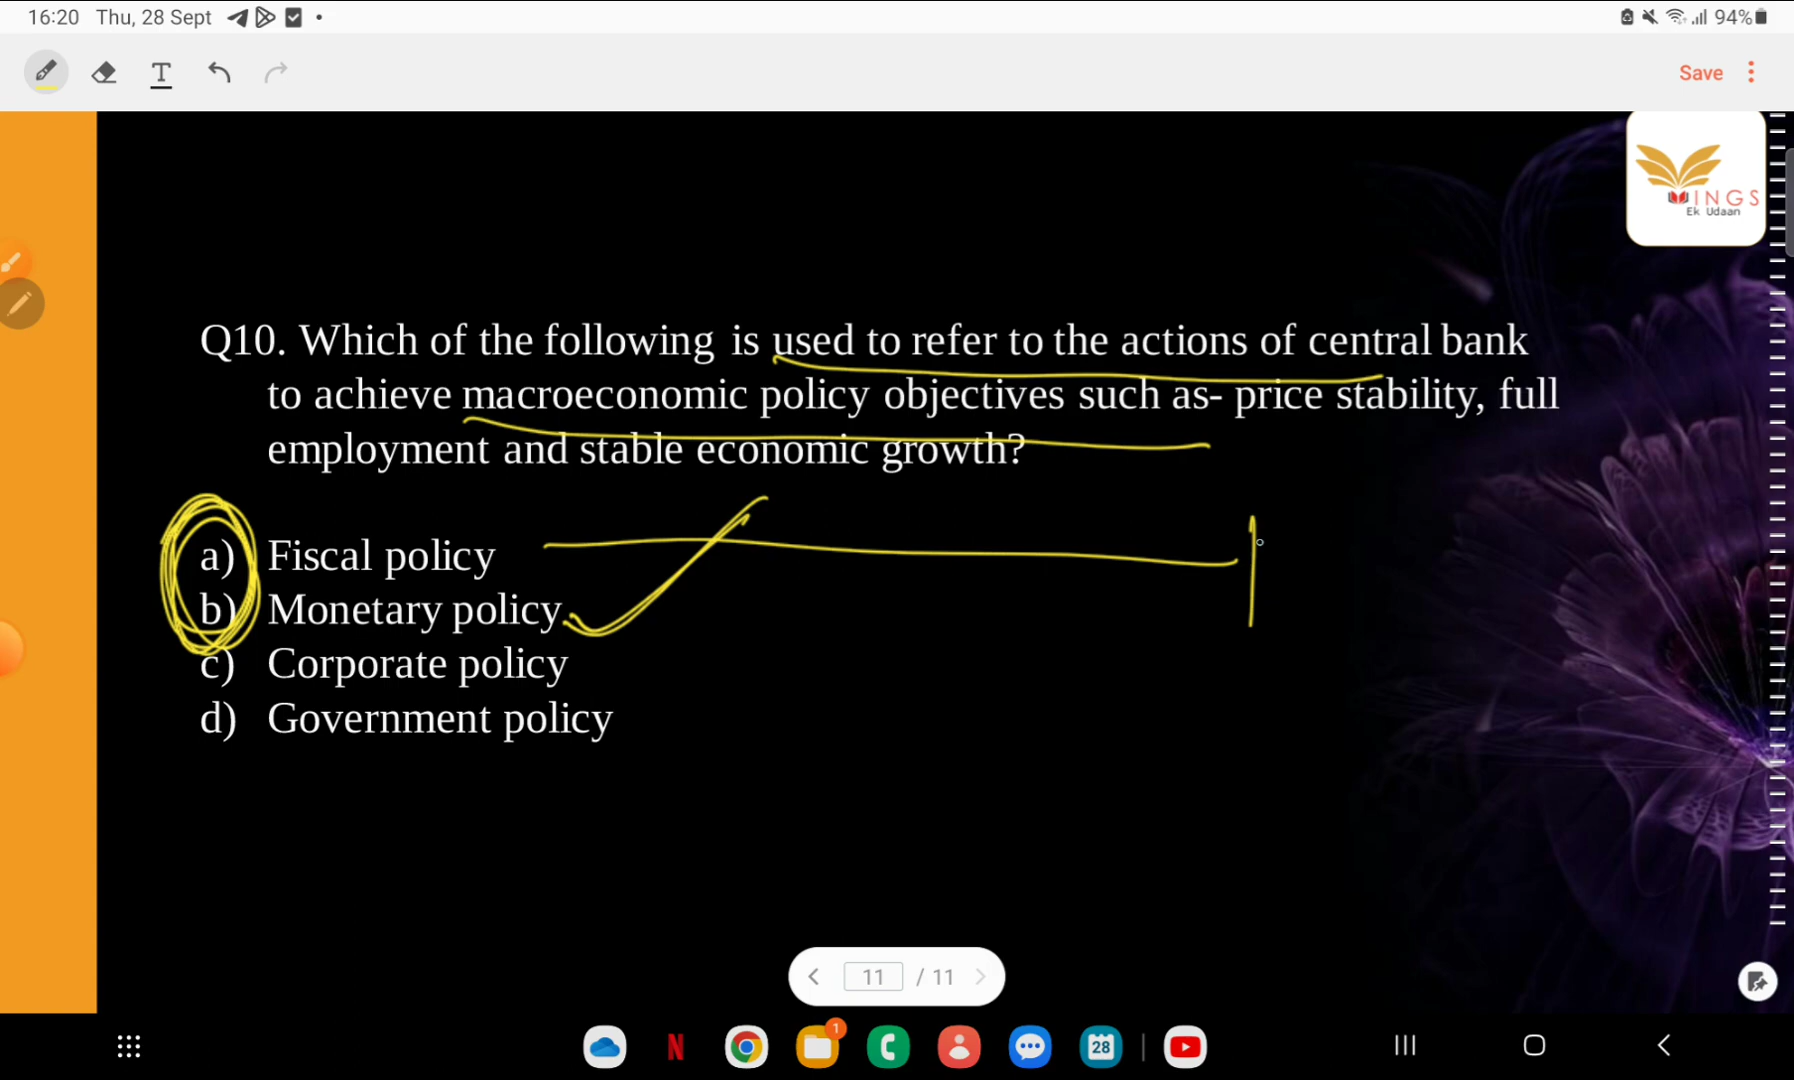 16:20 Thu, 28 Sept 94%
T Save
WINGS
Ek Udaan
Q10. Which of the following is used to refer to the actions of central bank
to achieve macroeconomic policy objectives such as- price stability, full
employment and stable economic growth?
a) Fiscal policy
b) Monetary policy
c) Corporate policy
d) Government policy
11 / 11
1
N 28